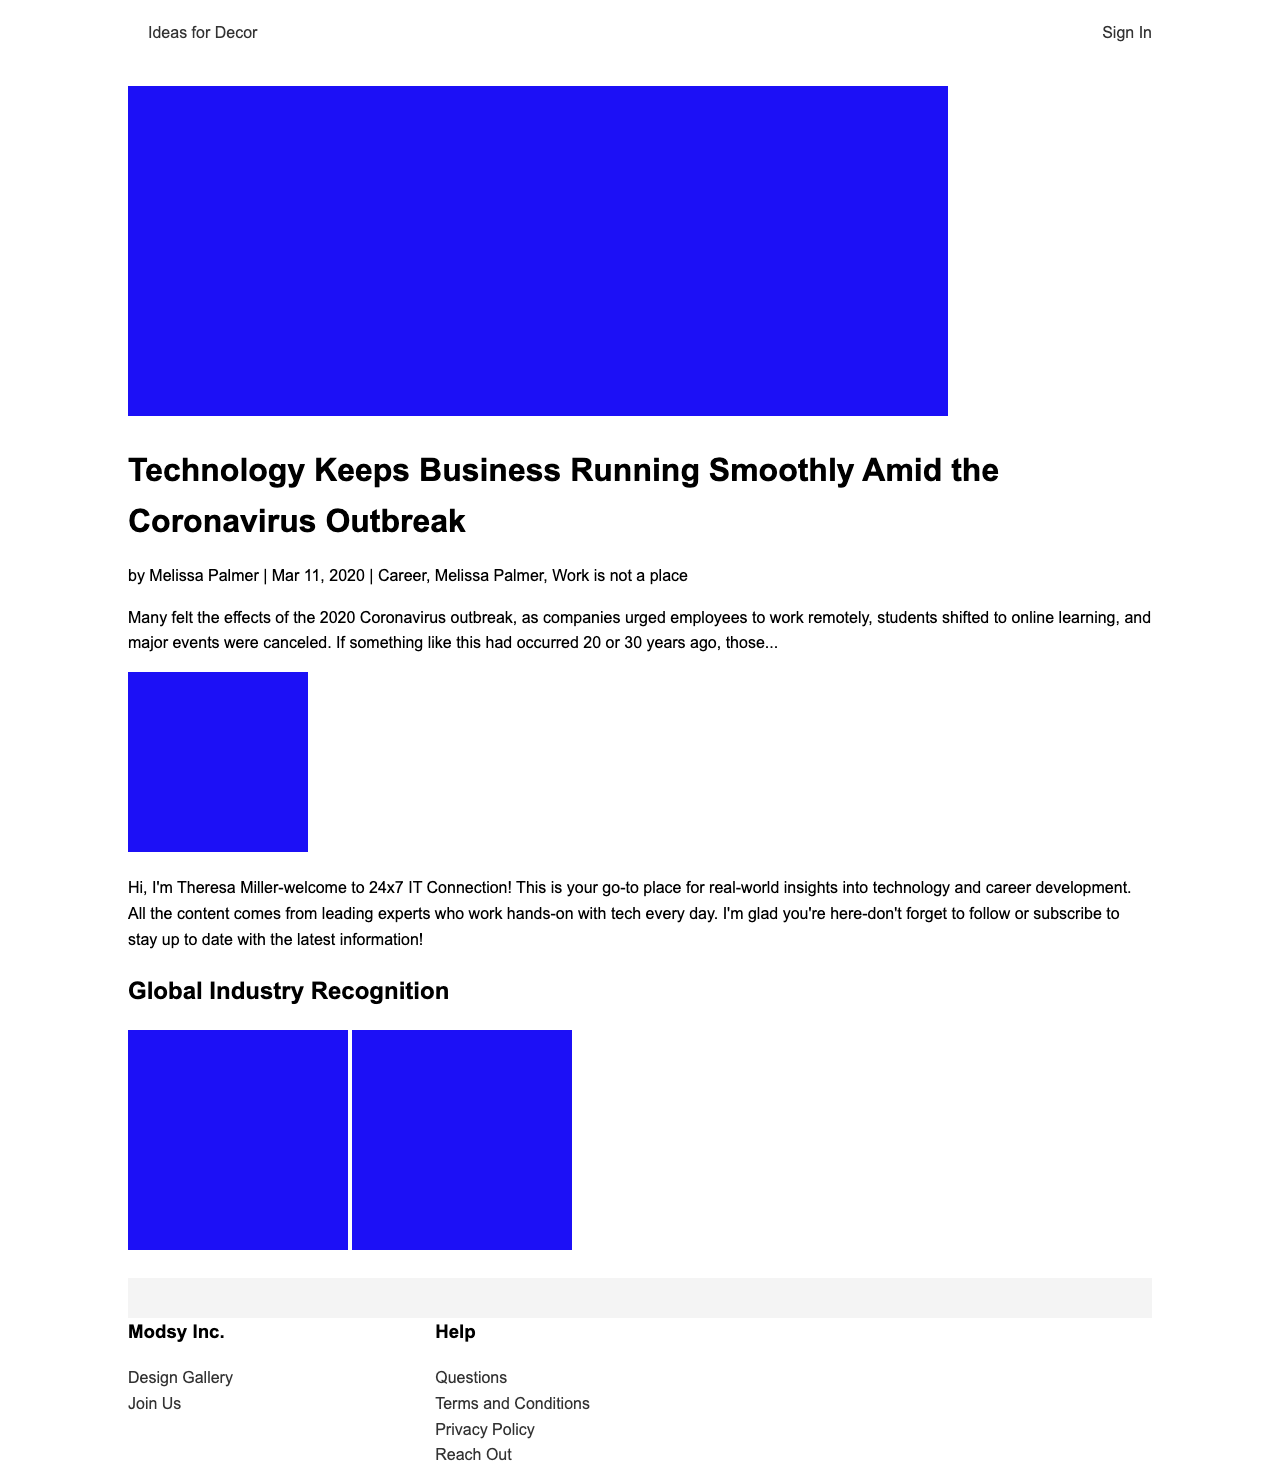 Ideas for Decor
Sign In
Technology Keeps Business Running Smoothly Amid the
Coronavirus Outbreak
by Melissa Palmer | Mar 11, 2020 | Career, Melissa Palmer, Work is not a place
Many felt the effects of the 2020 Coronavirus outbreak, as companies urged employees to work remotely, students shifted to online learning, and
major events were canceled. If something like this had occurred 20 or 30 years ago, those...
Hi, I'm Theresa Miller-welcome to 24x7 IT Connection! This is your go-to place for real-world insights into technology and career development.
All the content comes from leading experts who work hands-on with tech every day. I'm glad you're here-don't forget to follow or subscribe to
stay up to date with the latest information!
Global Industry Recognition
Modsy Inc.
Design Gallery
Join Us
Help
Questions
Terms and Conditions
Privacy Policy
Reach Out